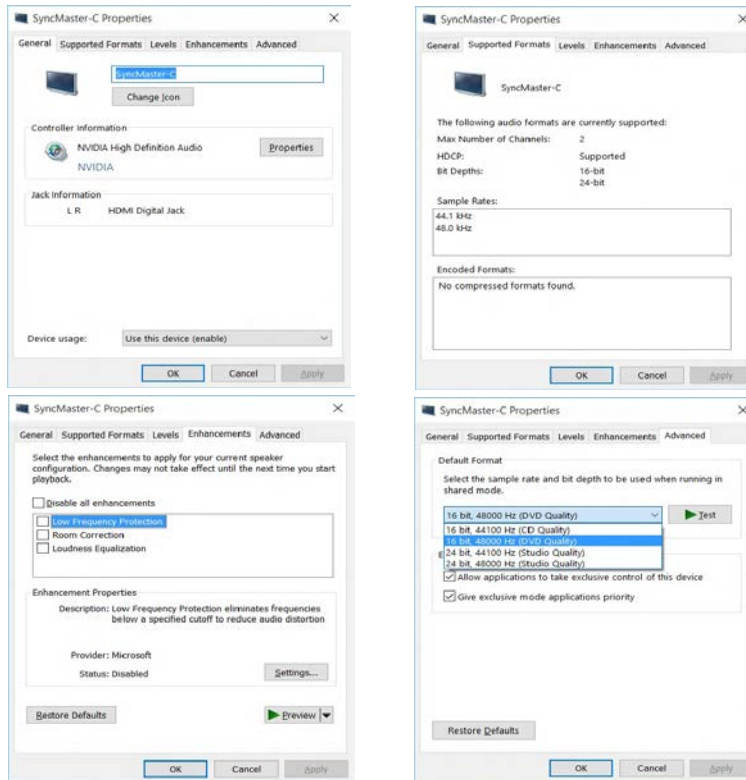 SyncMaster-C Properties
General Supported Formats Levels Enhancements Advanced
SyncMaster-C
Change Icon
Controller Information
NVIDIA High Definition Audio Properties
NVIDIA
Jack Information
L R HDMI Digital Jack
Device usage: Use this device (enable)
OK Cancel Apply
SyncMaster-C Properties
General Supported Formats Levels Enhancements Advanced
SyncMaster-C
The following audio formats are currently supported:
Max Number of Channels: 2
HDCP: Supported
Bit Depths: 16-bit
24-bit
Sample Rates:
44.1 kHz
48.0 kHz
Encoded Formats:
No compressed formats found.
OK Cancel Apply
SyncMaster-C Properties
General Supported Formats Levels Enhancements Advanced
Select the enhancements to apply for your current speaker
configuration. Changes may not take effect until the next time you start
playback.
Disable all enhancements
Low Frequency Protection
Room Correction
Loudness Equalization
Enhancement Properties
Description: Low Frequency Protection eliminates frequencies
below a specified cutoff to reduce audio distortion
Provider: Microsoft
Status: Disabled Settings...
Restore Defaults Preview
OK Cancel Apply
SyncMaster-C Properties
General Supported Formats Levels Enhancements Advanced
Default Format
Select the sample rate and bit depth to be used when running in
shared mode.
16 bit, 48000 Hz (DVD Quality) Test
16 bit, 44100 Hz (CD Quality)
16 bit, 48000 Hz (DVD Quality)
24 bit, 44100 Hz (Studio Quality)
24 bit, 48000 Hz (Studio Quality)
Allow applications to take exclusive control of this device
Give exclusive mode applications priority
Restore Defaults
OK Cancel Apply